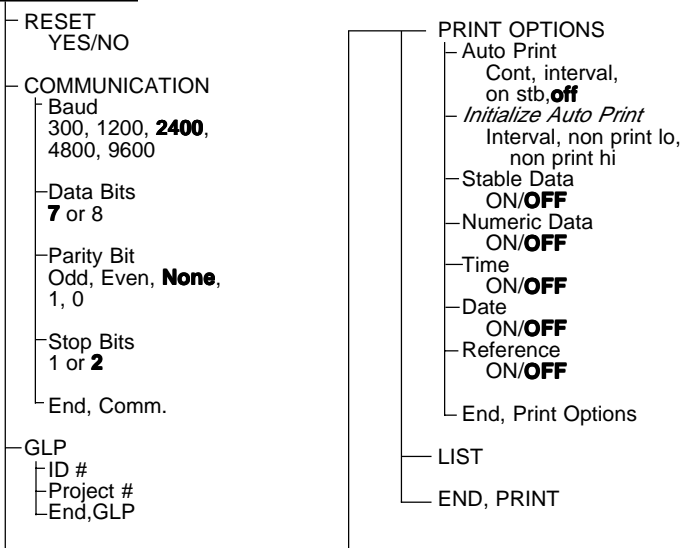 RESET
YES/NO
COMMUNICATION
Baud
300, 1200, 2400,
4800, 9600
Data Bits
7 or 8
Parity Bit
Odd, Even, None,
1, 0
Stop Bits
1 or 2
End, Comm.
GLP
ID #
Project #
End,GLP
PRINT OPTIONS
Auto Print
Cont, interval,
on stb,off
Initialize Auto Print
Interval, non print lo,
non print hi
Stable Data
ON/OFF
Numeric Data
ON/OFF
Time
ON/OFF
Date
ON/OFF
Reference
ON/OFF
End, Print Options
LIST
END, PRINT